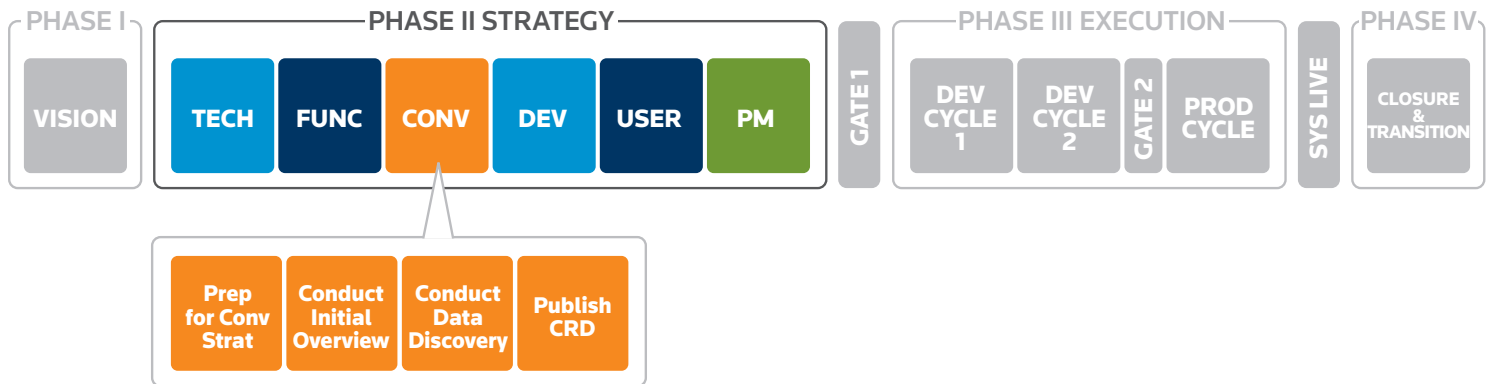 PHASE I
PHASE II STRATEGY
PHASE III EXECUTION
PHASE IV
VISION
TECH
FUNC
CONV
DEV
USER
PM
GATE 1
DEV
CYCLE
1
DEV
CYCLE
2
GATE 2
PROD
CYCLE
SYS LIVE
CLOSURE
&
TRANSITION
Prep
for Conv
Strat
Conduct
Initial
Overview
Conduct
Data
Discovery
Publish
CRD